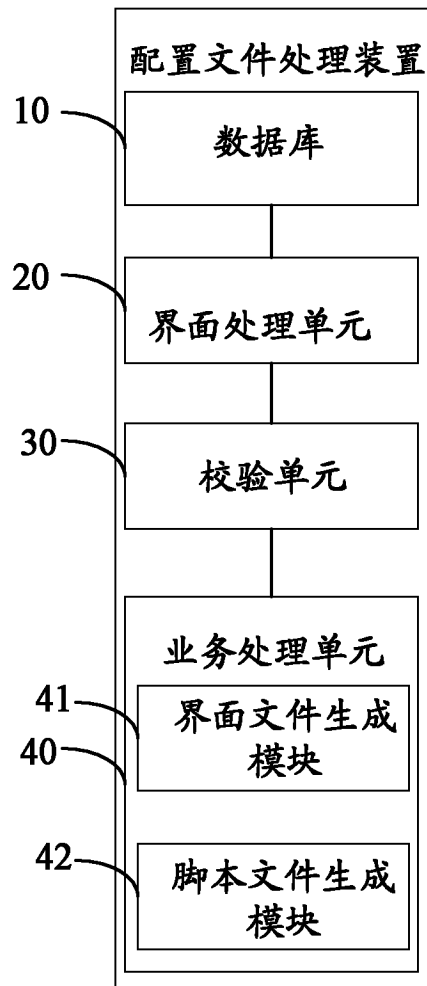 配置文件处理装置
10
数据库
20
界面处理单元
30
校验单元
业务处理单元
41
界面文件生成
模块
40
42
脚本文件生成
模块